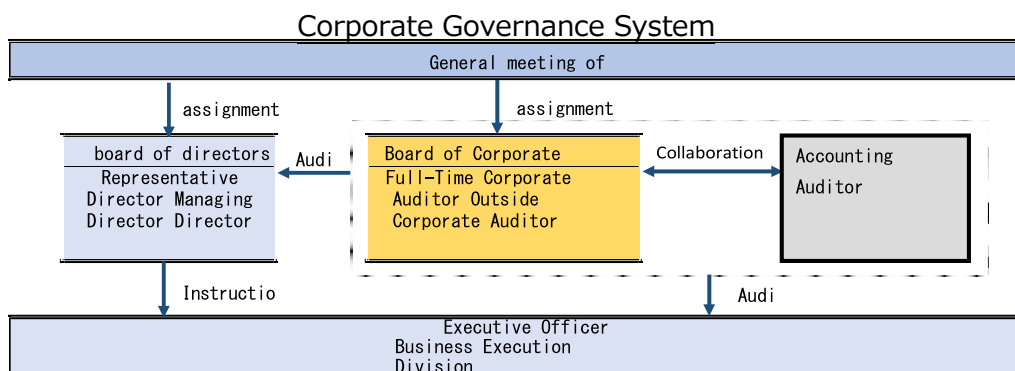 Corporate Governance System
General meeting of
assignment
assignment
board of directors
Representative
Director Managing
Director Director
Audi
Board of Corporate
Full-Time Corporate
Auditor Outside
Corporate Auditor
Collaboration
Accounting
Auditor
Instructio
Audi
Executive Officer
Business Execution
Division